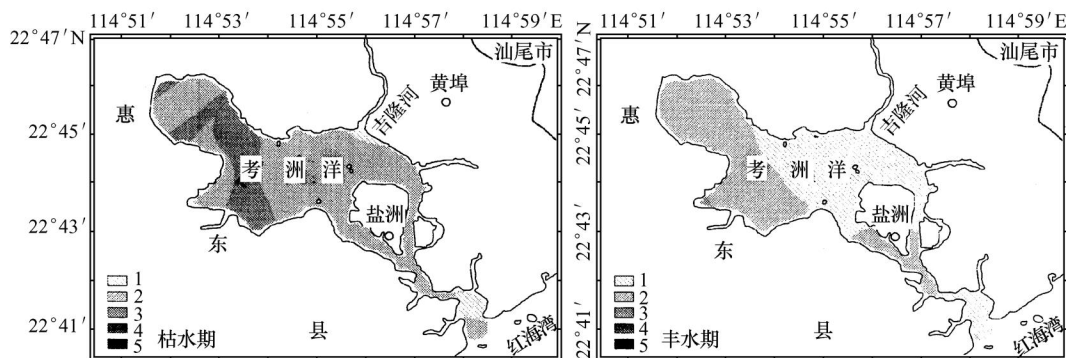 114°51′ 114°53′ 114°55′ 114°57′ 114°59′E
22°47′N
22°45′
22°43′
22°41′
汕尾市
黄埠
吉隆河
惠
考 洲 洋
盐洲
东
县
红海湾
1
2
3
4
5
枯水期
114°51′ 114°53′ 114°55′ 114°57′ 114°59′E
22°47′N
22°45′
22°43′
22°41′
汕尾市
黄埠
吉隆河
惠
考 洲 洋
盐洲
东
县
红海湾
1
2
3
4
5
丰水期